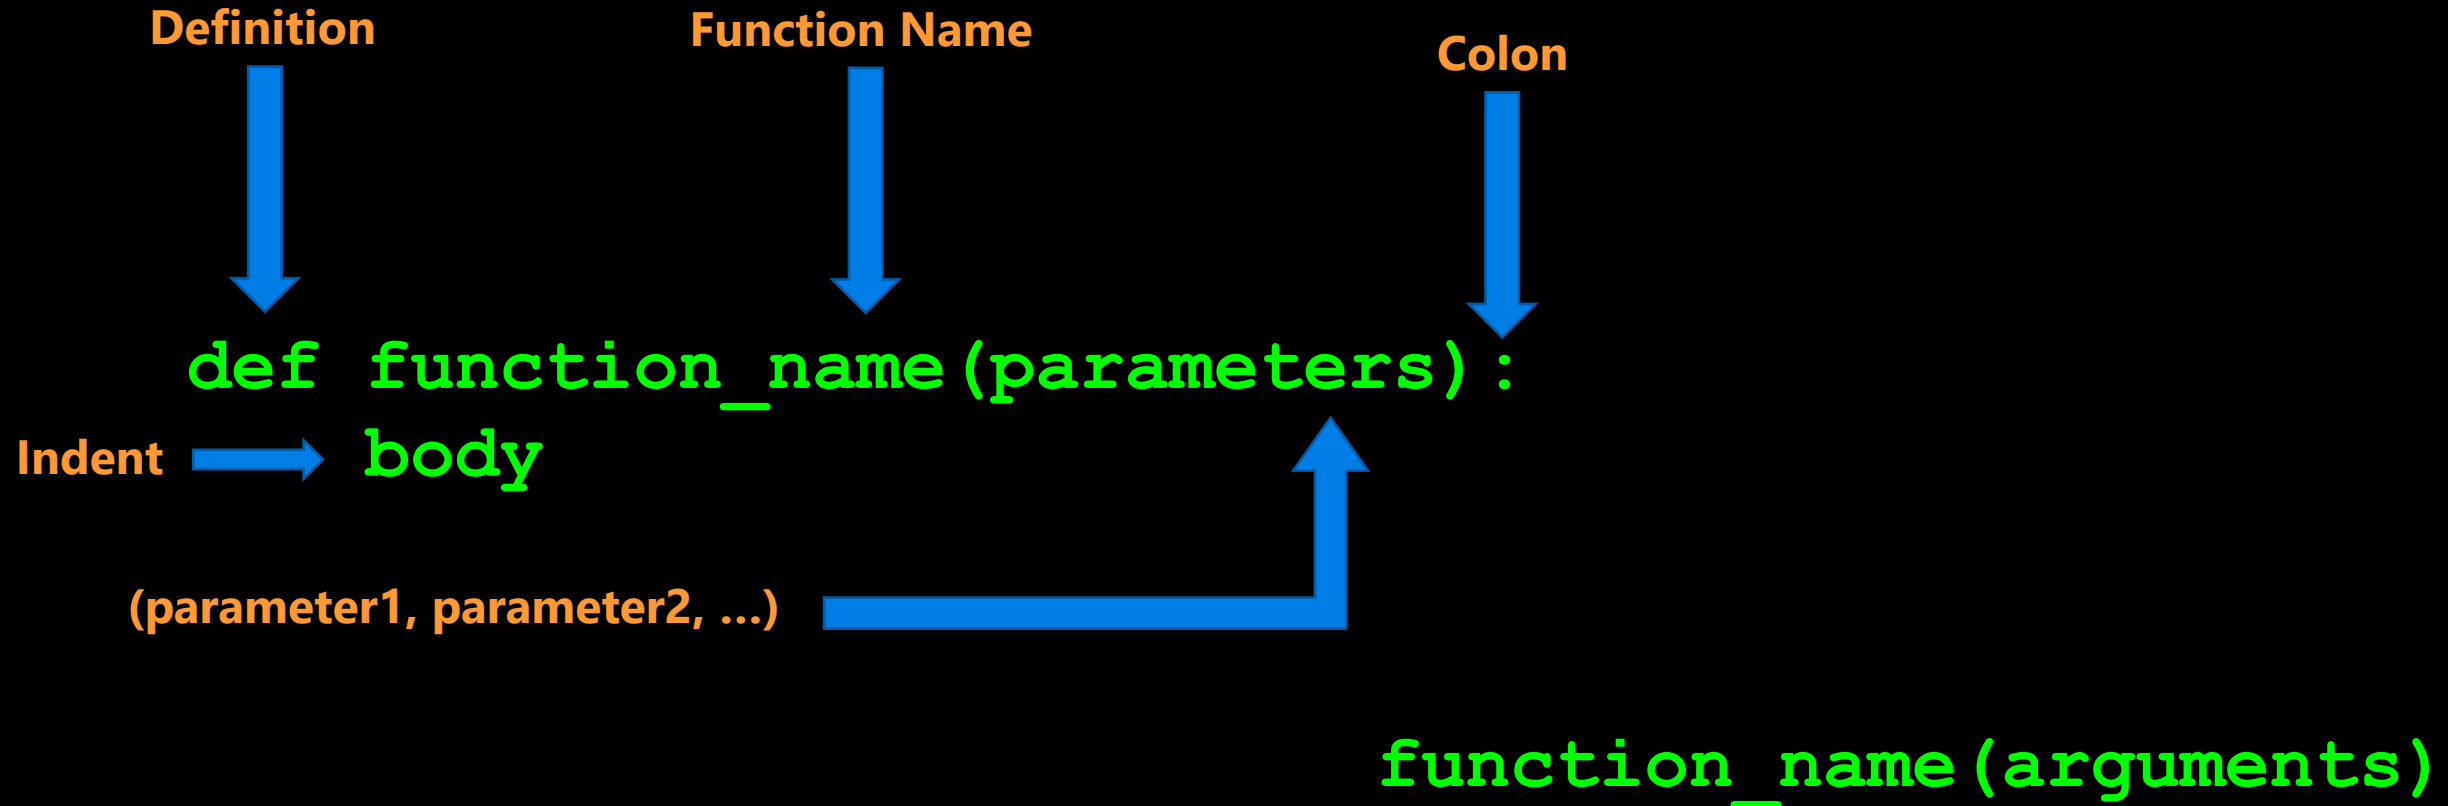 Definition
Function Name
Colon
def function_name(parameters):
Indent
body
(parameter1, parameter2, ...)
function_name(arguments)